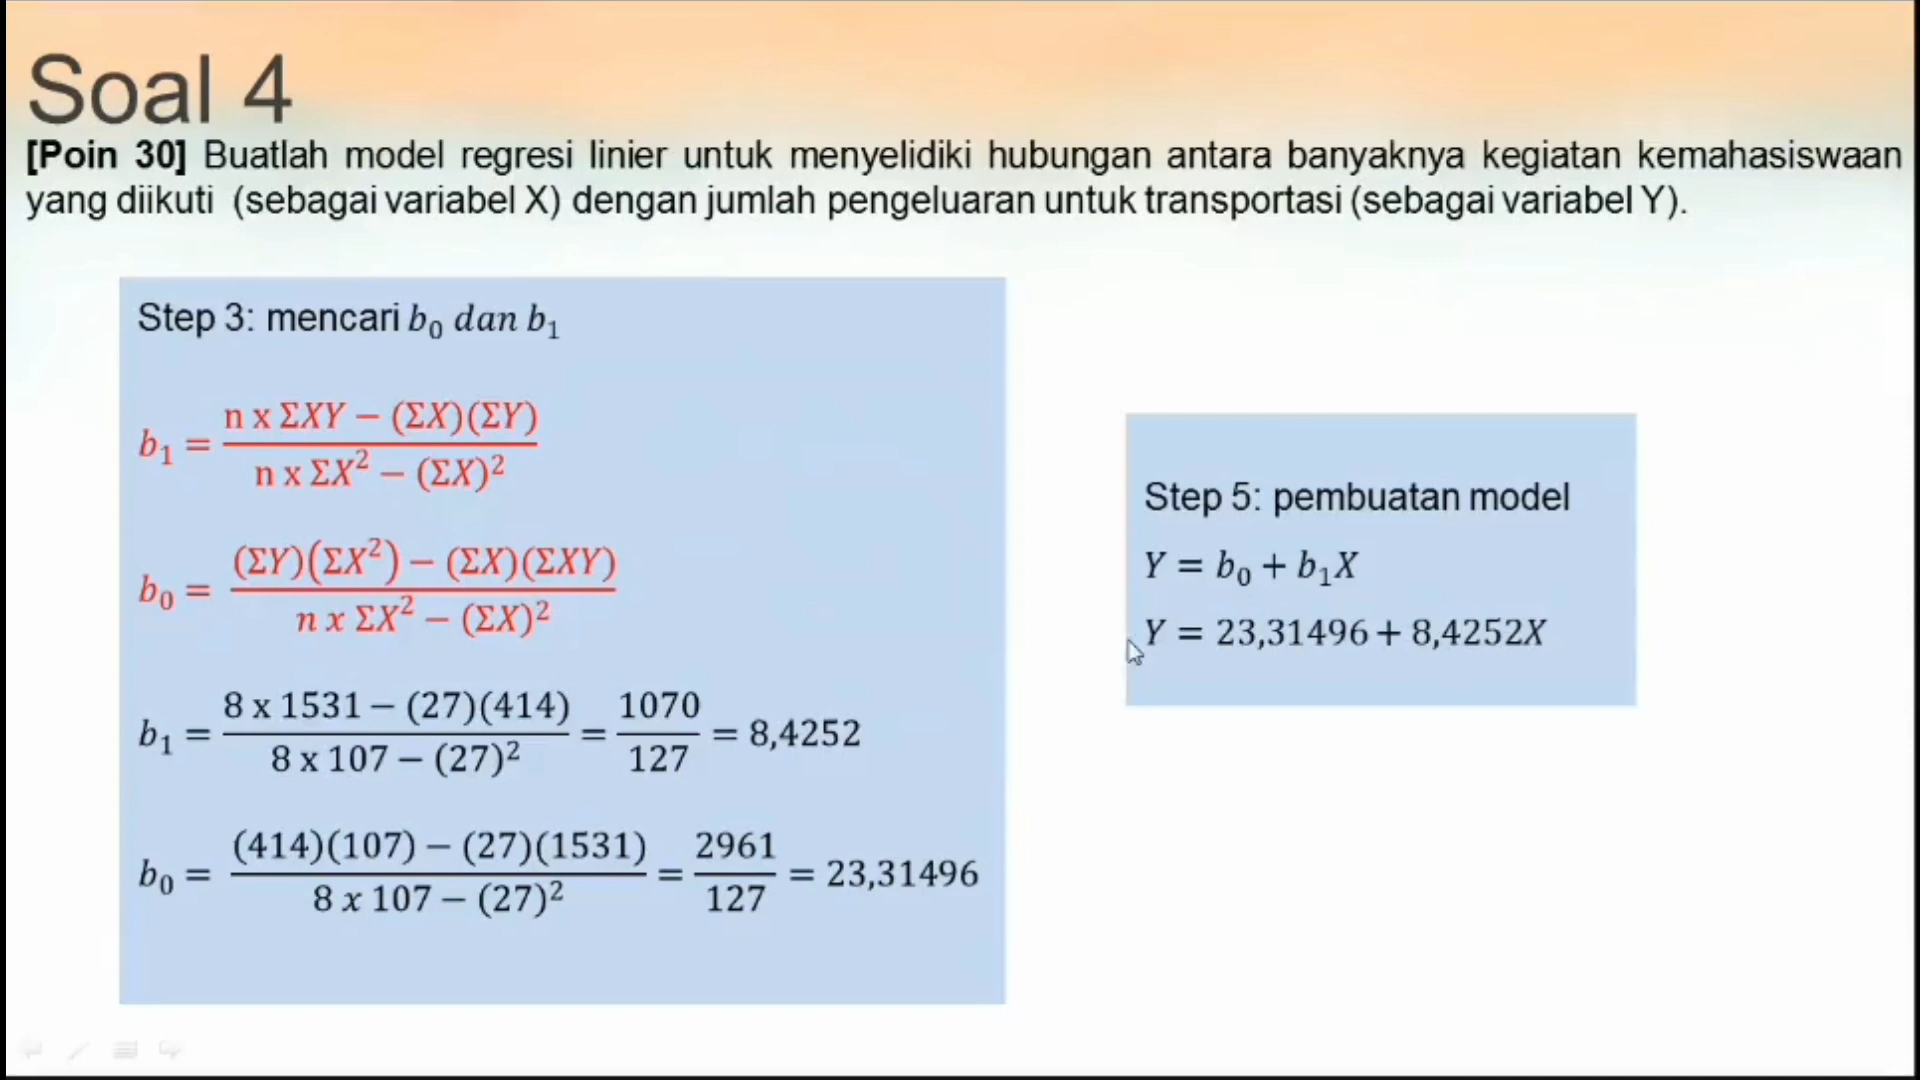 Soal 4
[Poin 30] Buatlah model regresi linier untuk menyelidiki hubungan antara banyaknya kegiatan kemahasiswaan
yang diikuti (sebagai variabel X) dengan jumlah pengeluaran untuk transportasi (sebagai variabel Y).
Step 3: mencari b₀ dan b₁
b₁ = (n x ΣXY − (ΣX)(ΣY)) / (n x ΣX² − (ΣX)²)
b₀ = ((ΣY)(ΣX²) − (ΣX)(ΣXY)) / (n x ΣX² − (ΣX)²)
b₁ = (8 x 1531 − (27)(414)) / (8 x 107 − (27)²) = 1070 / 127 = 8,4252
b₀ = ((414)(107) − (27)(1531)) / (8 x 107 − (27)²) = 2961 / 127 = 23,31496
Step 5: pembuatan model
Y = b₀ + b₁X
Y = 23,31496 + 8,4252X